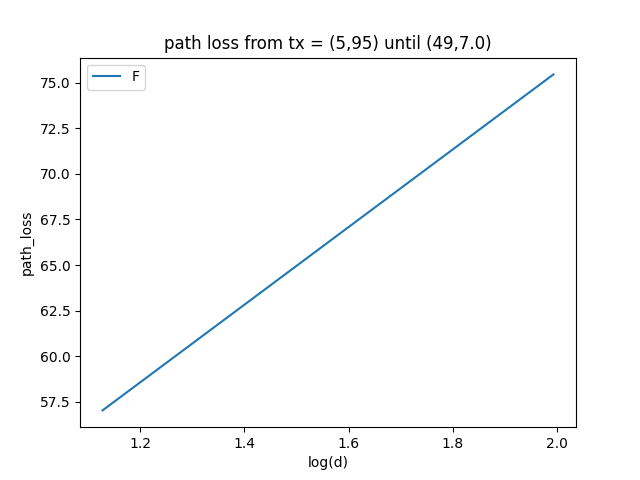 path loss from tx = (5,95) until (49,7.0)
F
75.0
72.5
70.0
67.5
65.0
62.5
60.0
57.5
path_loss
1.2 1.4 1.6 1.8 2.0
log(d)